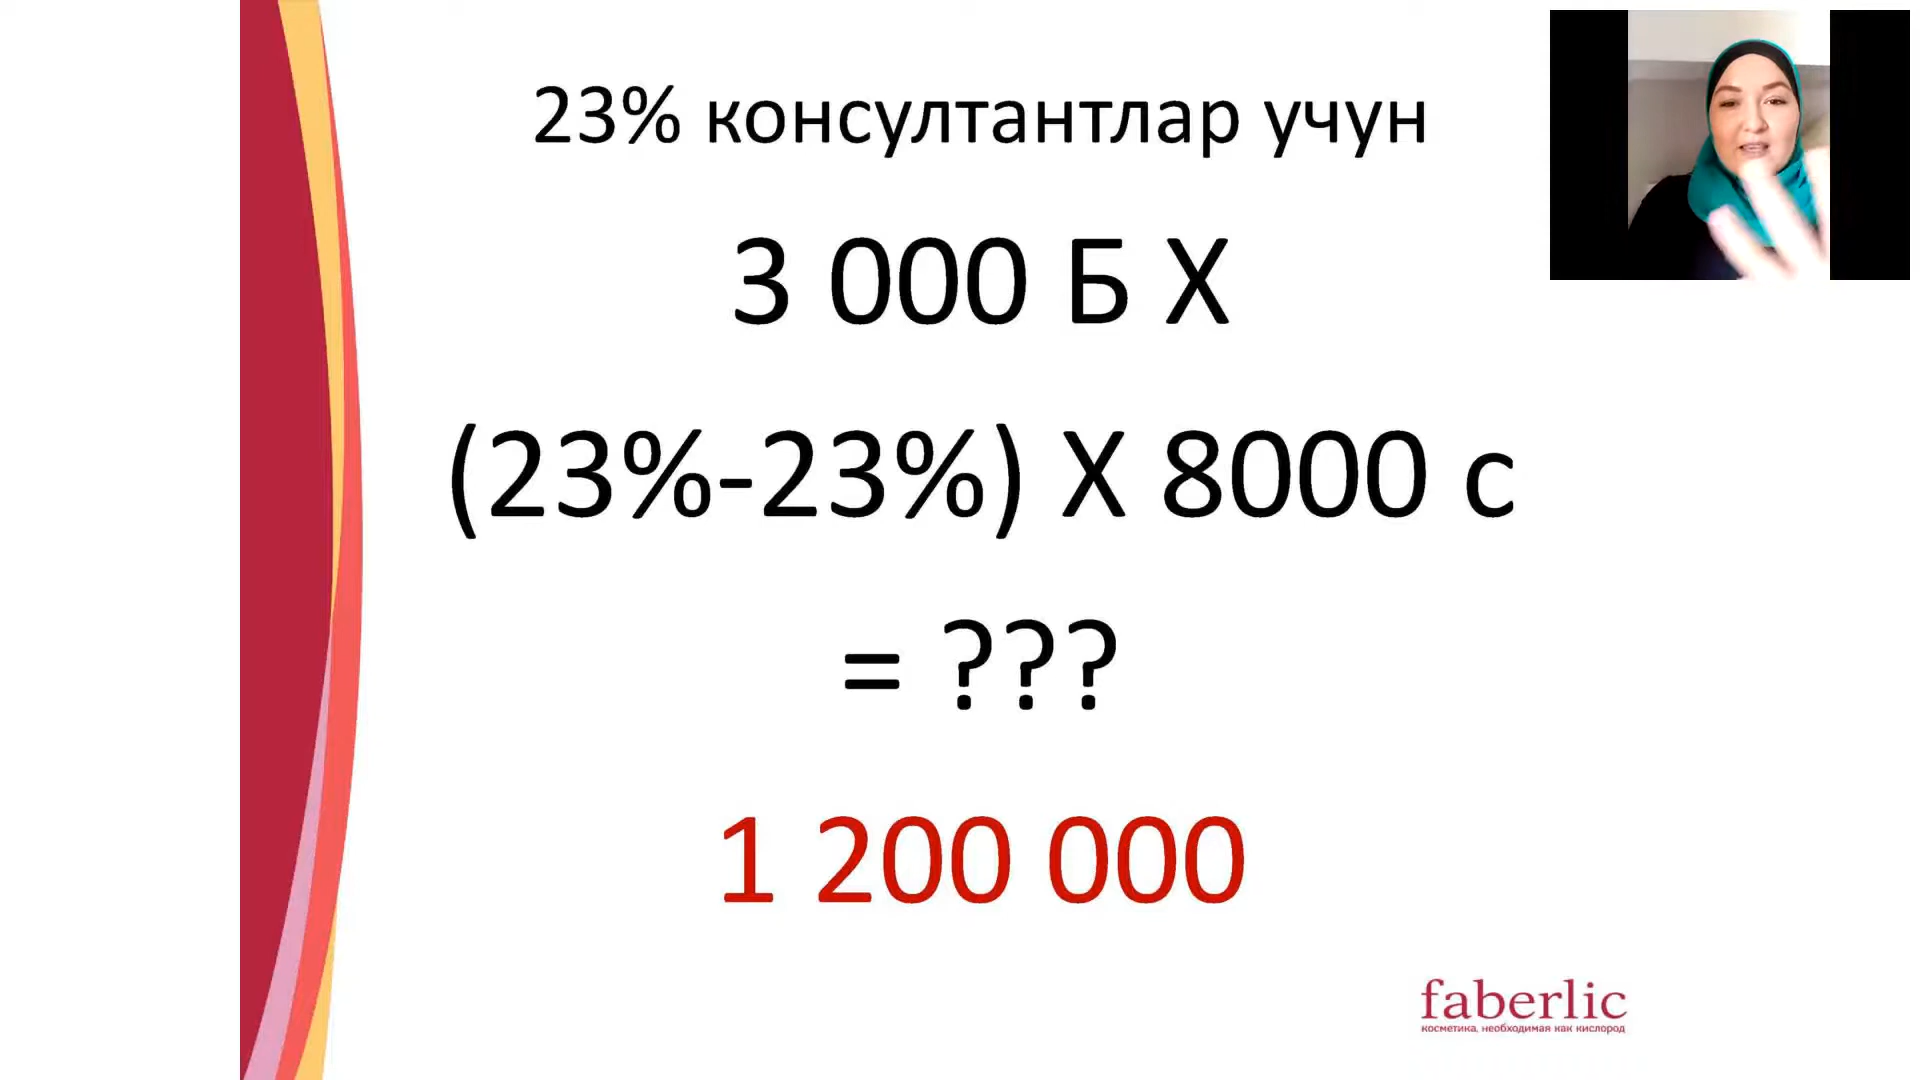 23% консултантлар учун
3 000 Б Х
(23%-23%) Х 8000 с
= ???
1 200 000
faberlic
косметика, необходимая как кислород